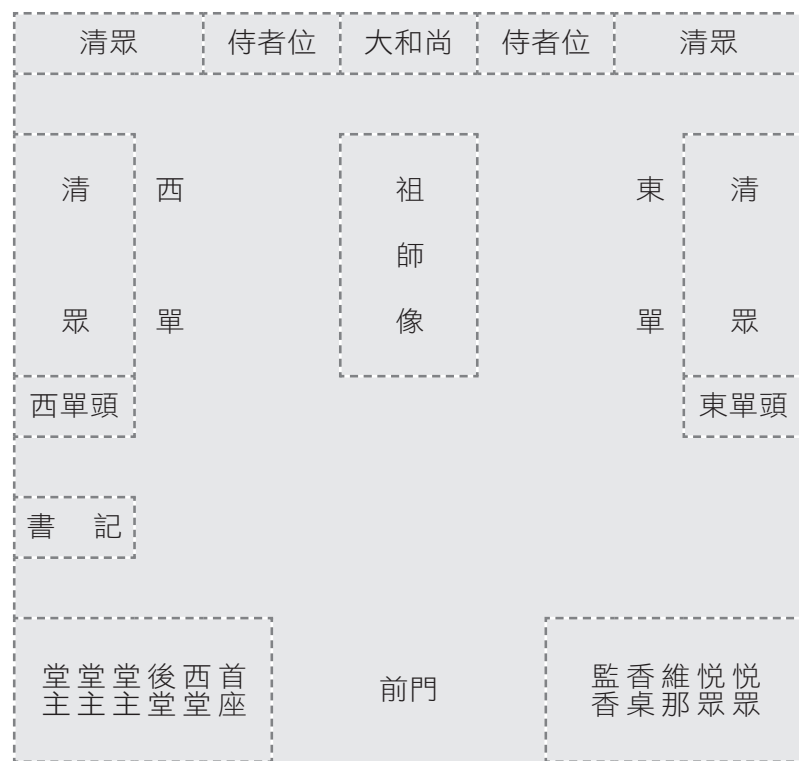 清眾
侍者位
大和尚
侍者位
清眾
清眾
西單
祖師像
東單
清眾
西單頭
東單頭
書記
堂主
堂主
堂主
後堂
西堂
首座
前門
監香
香桌
維那
悦眾
悦眾